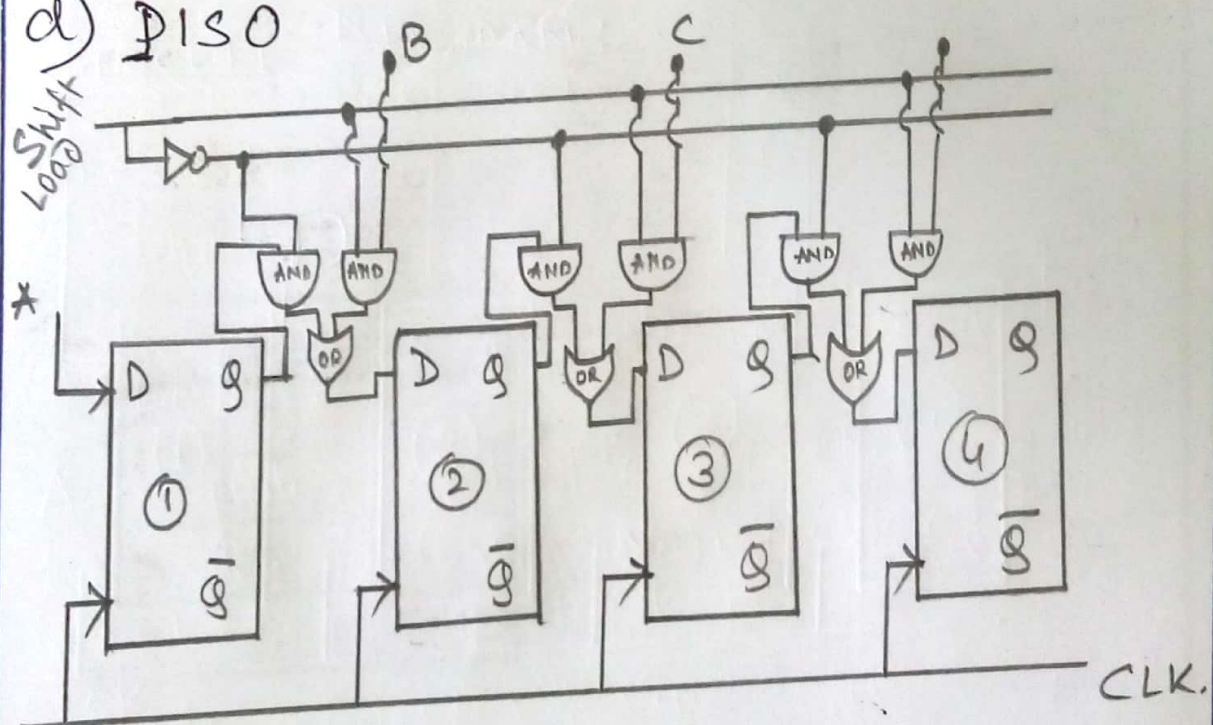 d) PISO
B
C
Shift
Load
AND AND AND AND AND AND
A
OR OR OR
D Q D Q D Q D Q
1 2 3 4
Q̅ Q̅ Q̅ Q̅
CLK.